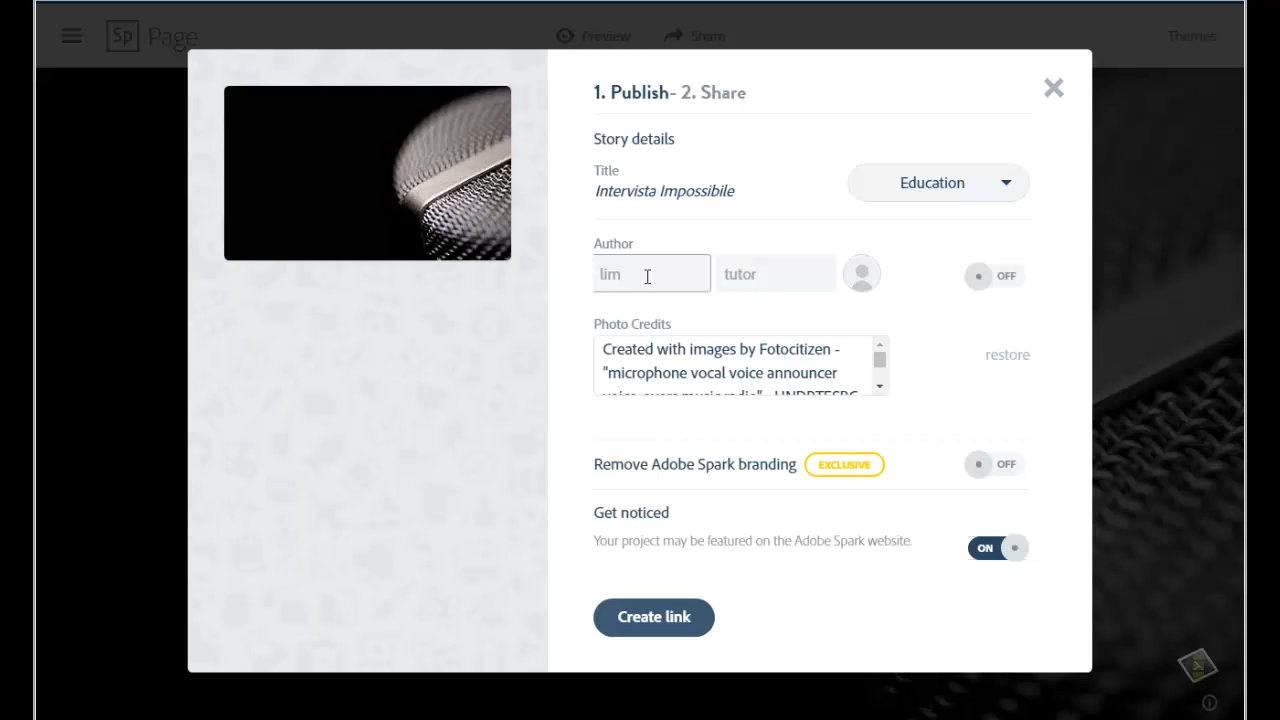 Sp Page
Preview
Share
Themes
1. Publish- 2. Share
Story details
Title
Intervista Impossibile
Education
Author
lim
tutor
OFF
Photo Credits
Created with images by Fotocitizen -
"microphone vocal voice announcer
restore
Remove Adobe Spark branding
EXCLUSIVE
OFF
Get noticed
Your project may be featured on the Adobe Spark website.
ON
Create link